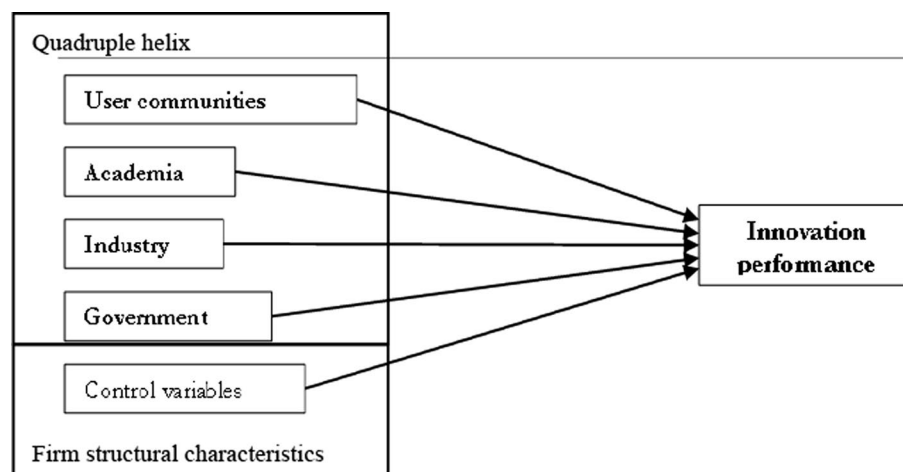 Quadruple helix
User communities
Academia
Industry
Government
Control variables
Firm structural characteristics
Innovation
performance